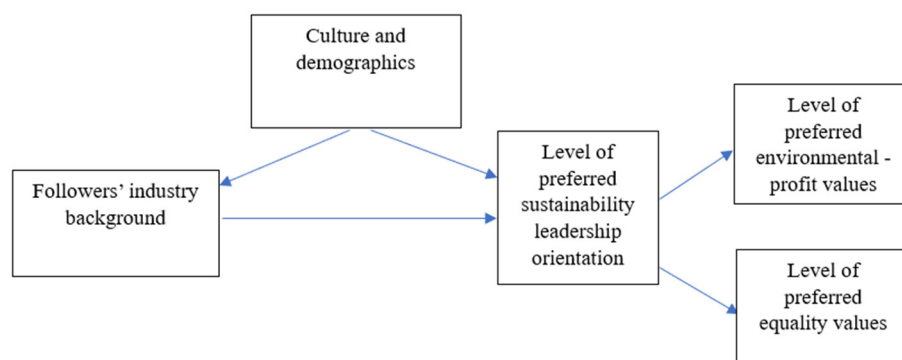 Culture and
demographics
Followers’ industry
background
Level of
preferred
sustainability
leadership
orientation
Level of
preferred
environmental -
profit values
Level of
preferred
equality values